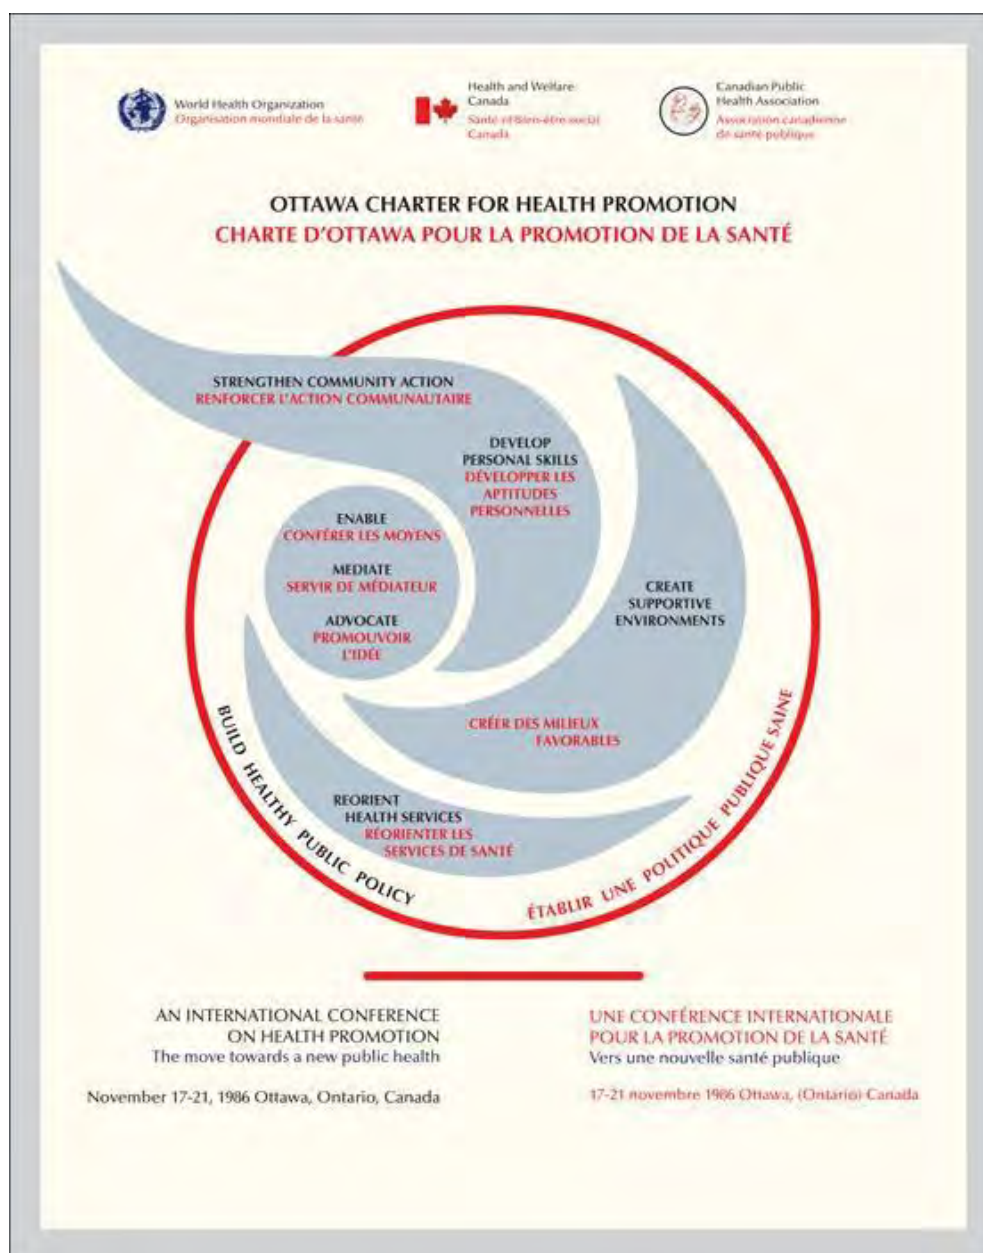 World Health Organization
Organisation mondiale de la santé
Health and Welfare
Canada
Santé et Bien-être social
Canada
Canadian Public
Health Association
Association canadienne
de santé publique
OTTAWA CHARTER FOR HEALTH PROMOTION
CHARTE D'OTTAWA POUR LA PROMOTION DE LA SANTÉ
STRENGTHEN COMMUNITY ACTION
RENFORCER L'ACTION COMMUNAUTAIRE
DEVELOP
PERSONAL SKILLS
DÉVELOPPER LES
APTITUDES
PERSONNELLES
ENABLE
CONFÉRER LES MOYENS
MEDIATE
SERVIR DE MÉDIATEUR
ADVOCATE
PROMOUVOIR
L'IDÉE
CREATE
SUPPORTIVE
ENVIRONMENTS
CRÉER DES MILIEUX
FAVORABLES
REORIENT
HEALTH SERVICES
RÉORIENTER LES
SERVICES DE SANTÉ
BUILD HEALTHY PUBLIC POLICY
ÉTABLIR UNE POLITIQUE PUBLIQUE SAINE
AN INTERNATIONAL CONFERENCE
ON HEALTH PROMOTION
The move towards a new public health
November 17-21, 1986 Ottawa, Ontario, Canada
UNE CONFÉRENCE INTERNATIONALE
POUR LA PROMOTION DE LA SANTÉ
Vers une nouvelle santé publique
17-21 novembre 1986 Ottawa, (Ontario) Canada